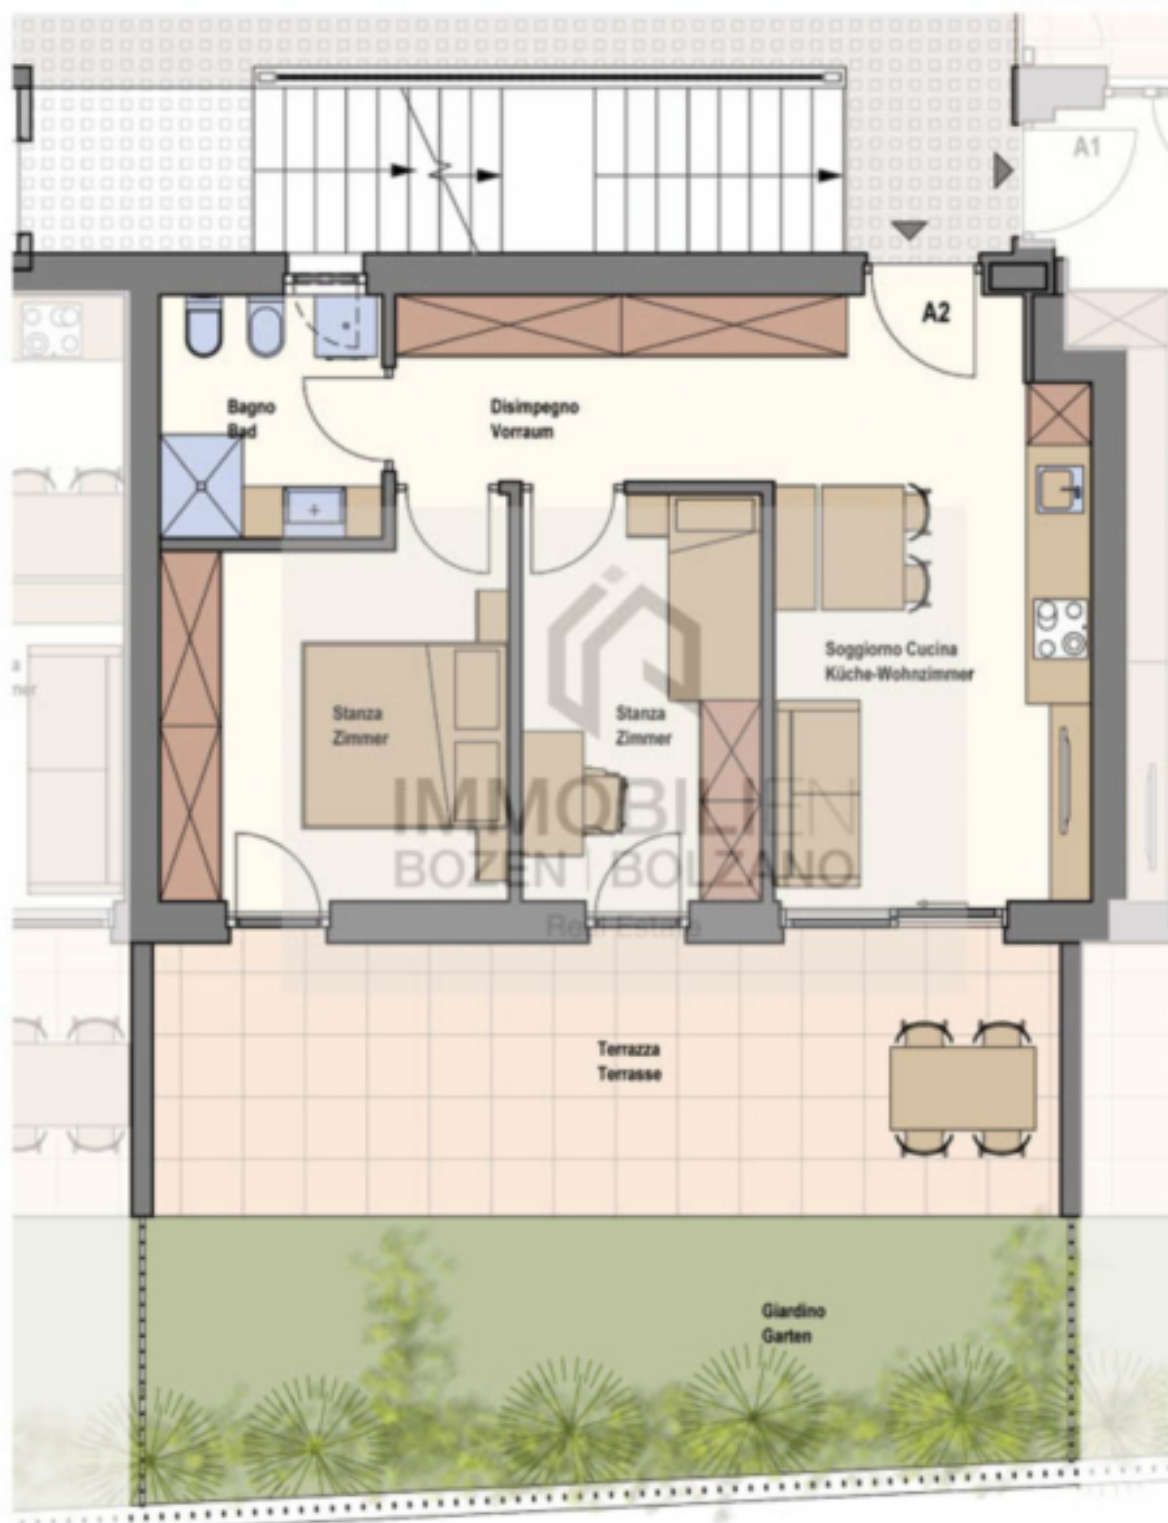 A1
A2
Bagno
Bad
Disimpegno
Vorraum
Soggiorno Cucina
Küche-Wohnzimmer
Stanza
Zimmer
Stanza
Zimmer
IMMOBILIEN
BOZEN | BOLZANO
Real Estate
Terrazza
Terrasse
Giardino
Garten